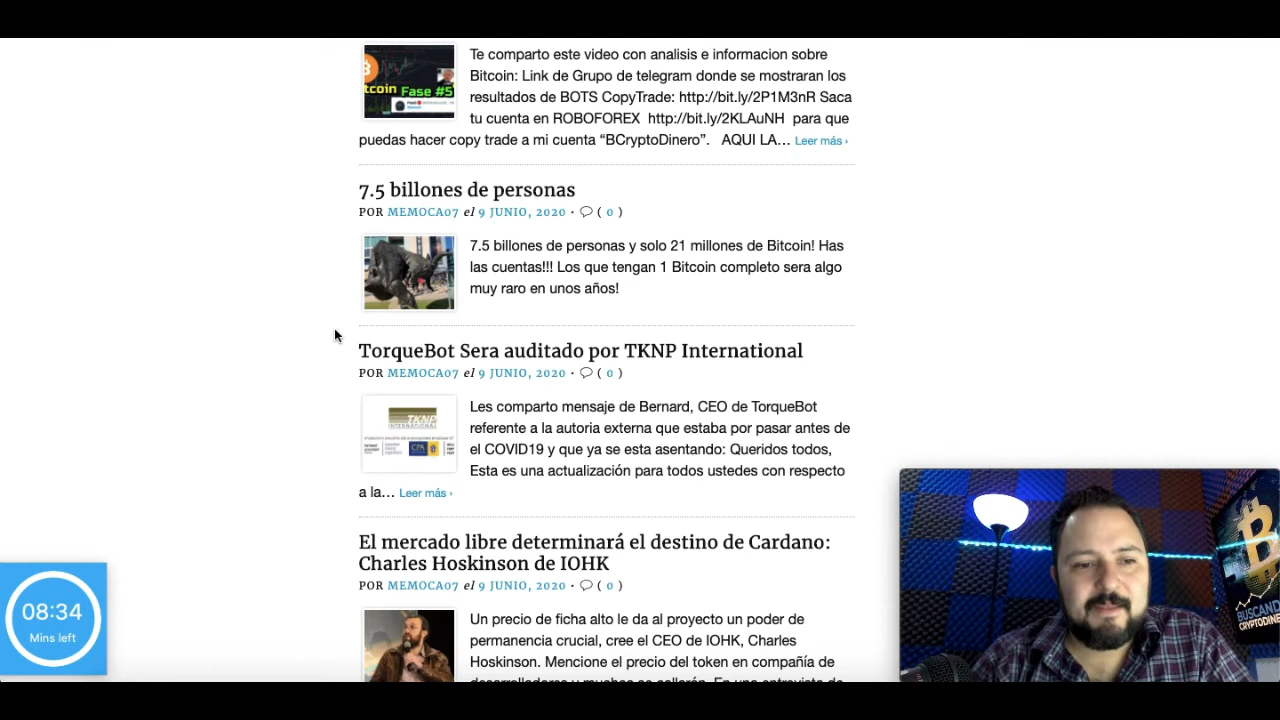 Te comparto este video con analisis e informacion sobre
Bitcoin: Link de Grupo de telegram donde se mostraran los
resultados de BOTS CopyTrade: http://bit.ly/2P1M3nR Saca
tu cuenta en ROBOFOREX http://bit.ly/2KLAuNH para que
puedas hacer copy trade a mi cuenta “BCryptoDinero”. AQUI LA… Leer más ›
tcoin Fase #5
7.5 billones de personas
POR MEMOCA07 el 9 JUNIO, 2020 · ( 0 )
7.5 billones de personas y solo 21 millones de Bitcoin! Has
las cuentas!!! Los que tengan 1 Bitcoin completo sera algo
muy raro en unos años!
TorqueBot Sera auditado por TKNP International
POR MEMOCA07 el 9 JUNIO, 2020 · ( 0 )
TKNP
INTERNATIONAL
CPA
Les comparto mensaje de Bernard, CEO de TorqueBot
referente a la autoria externa que estaba por pasar antes de
el COVID19 y que ya se esta asentando: Queridos todos,
Esta es una actualización para todos ustedes con respecto
a la… Leer más ›
El mercado libre determinará el destino de Cardano:
Charles Hoskinson de IOHK
POR MEMOCA07 el 9 JUNIO, 2020 · ( 0 )
Un precio de ficha alto le da al proyecto un poder de
permanencia crucial, cree el CEO de IOHK, Charles
Hoskinson. Mencione el precio del token en compañía de
08:34
Mins left
BUSCAND
CRYPTODINE